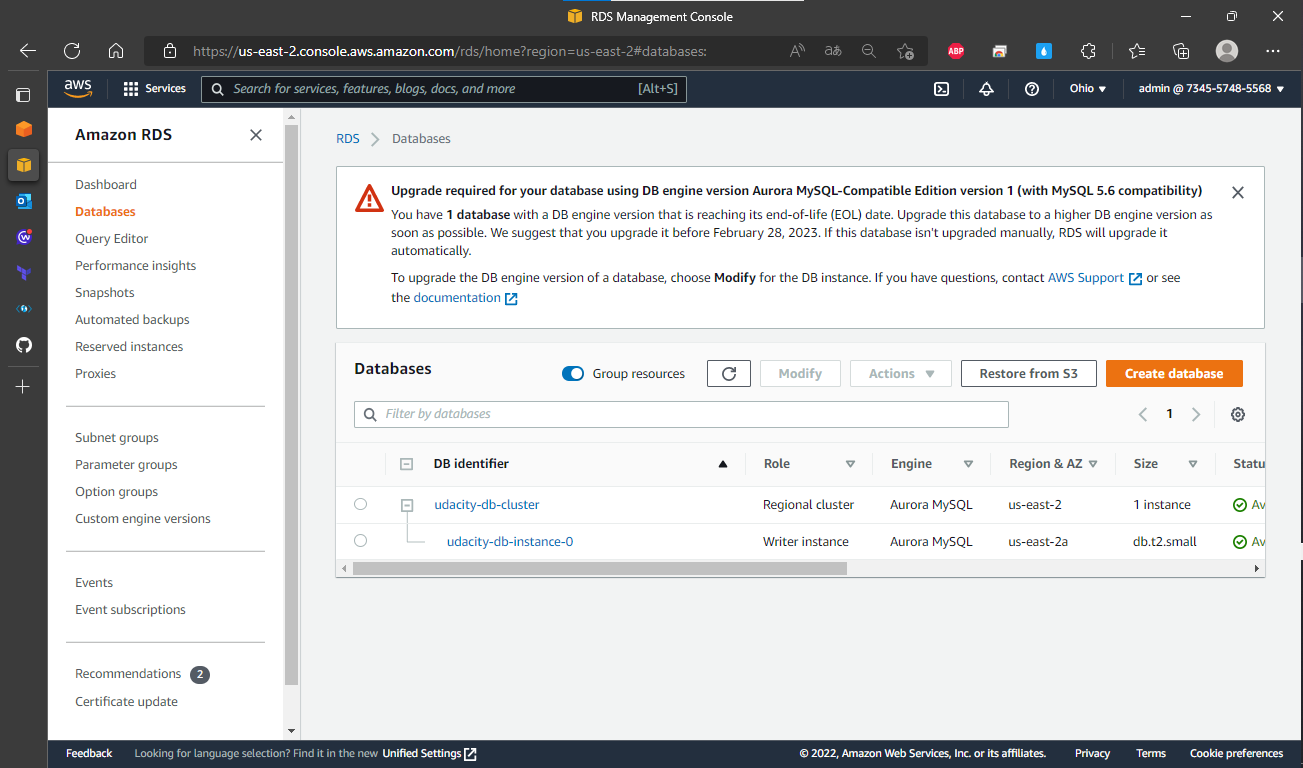 RDS Management Console
https://us-east-2.console.aws.amazon.com/rds/home?region=us-east-2#databases:
ABP
aws
Services
Search for services, features, blogs, docs, and more
[Alt+S]
Ohio
admin @ 7345-5748-5568
Amazon RDS
Dashboard
Databases
Query Editor
Performance insights
Snapshots
Automated backups
Reserved instances
Proxies
Subnet groups
Parameter groups
Option groups
Custom engine versions
Events
Event subscriptions
Recommendations 2
Certificate update
RDS
Databases
Upgrade required for your database using DB engine version Aurora MySQL-Compatible Edition version 1 (with MySQL 5.6 compatibility)
You have 1 database with a DB engine version that is reaching its end-of-life (EOL) date. Upgrade this database to a higher DB engine version as
soon as possible. We suggest that you upgrade it before February 28, 2023. If this database isn't upgraded manually, RDS will upgrade it
automatically.
To upgrade the DB engine version of a database, choose Modify for the DB instance. If you have questions, contact AWS Support or see
the documentation
Databases
Group resources
Modify
Actions
Restore from S3
Create database
Filter by databases
1
DB identifier Role Engine Region & AZ Size Statu
udacity-db-cluster Regional cluster Aurora MySQL us-east-2 1 instance Av
udacity-db-instance-0 Writer instance Aurora MySQL us-east-2a db.t2.small Av
Feedback
Looking for language selection? Find it in the new Unified Settings
© 2022, Amazon Web Services, Inc. or its affiliates.
Privacy
Terms
Cookie preferences